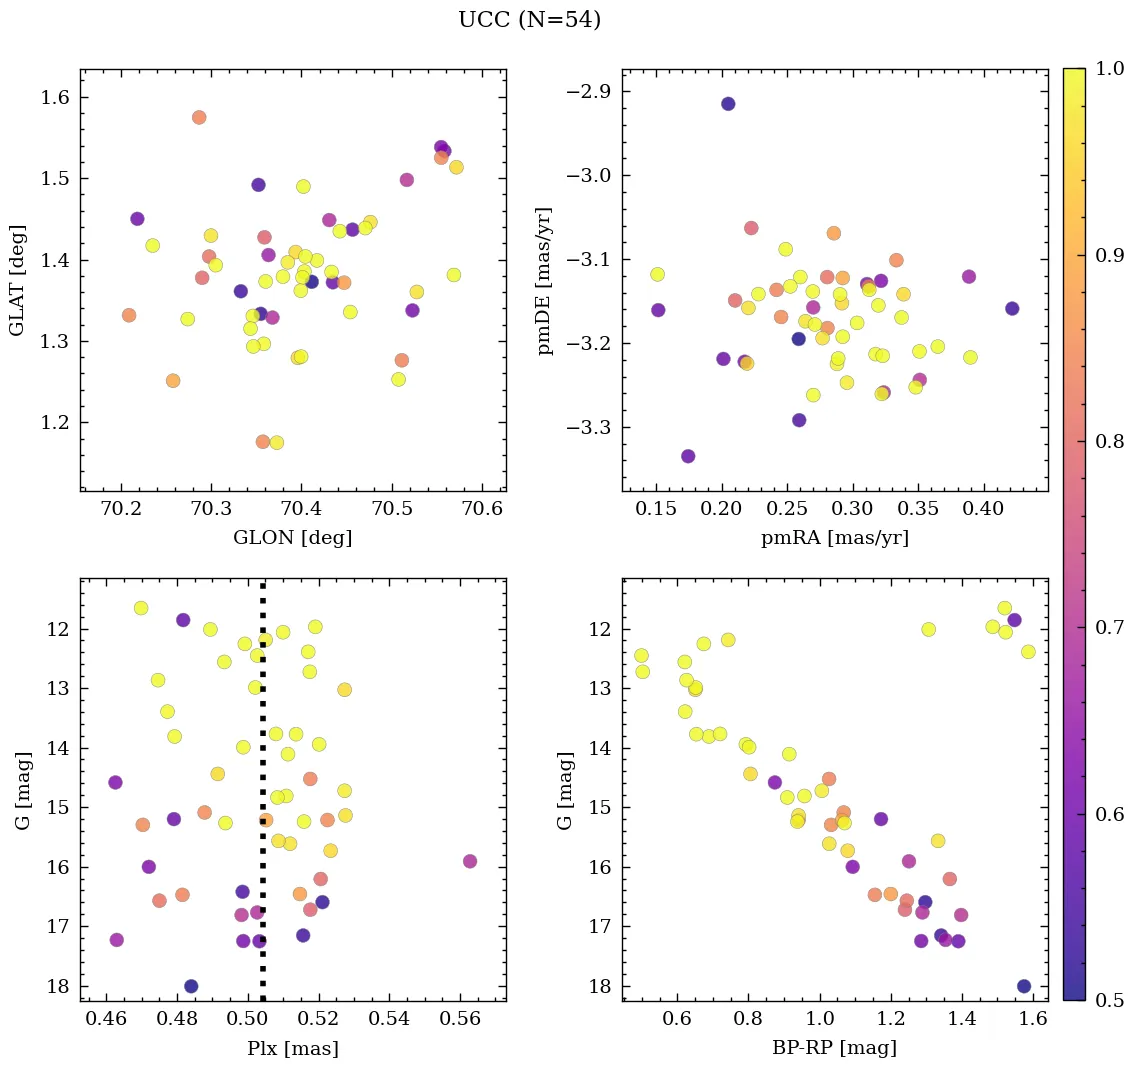 UCC (N=54)
1.6
1.5
1.4
1.3
1.2
GLAT [deg]
70.2 70.3 70.4 70.5 70.6
GLON [deg]
−2.9
−3.0
−3.1
−3.2
−3.3
pmDE [mas/yr]
0.15 0.20 0.25 0.30 0.35 0.40
pmRA [mas/yr]
12
13
14
15
16
17
18
G [mag]
0.46 0.48 0.50 0.52 0.54 0.56
Plx [mas]
12
13
14
15
16
17
18
G [mag]
0.6 0.8 1.0 1.2 1.4 1.6
BP-RP [mag]
1.0
0.9
0.8
0.7
0.6
0.5